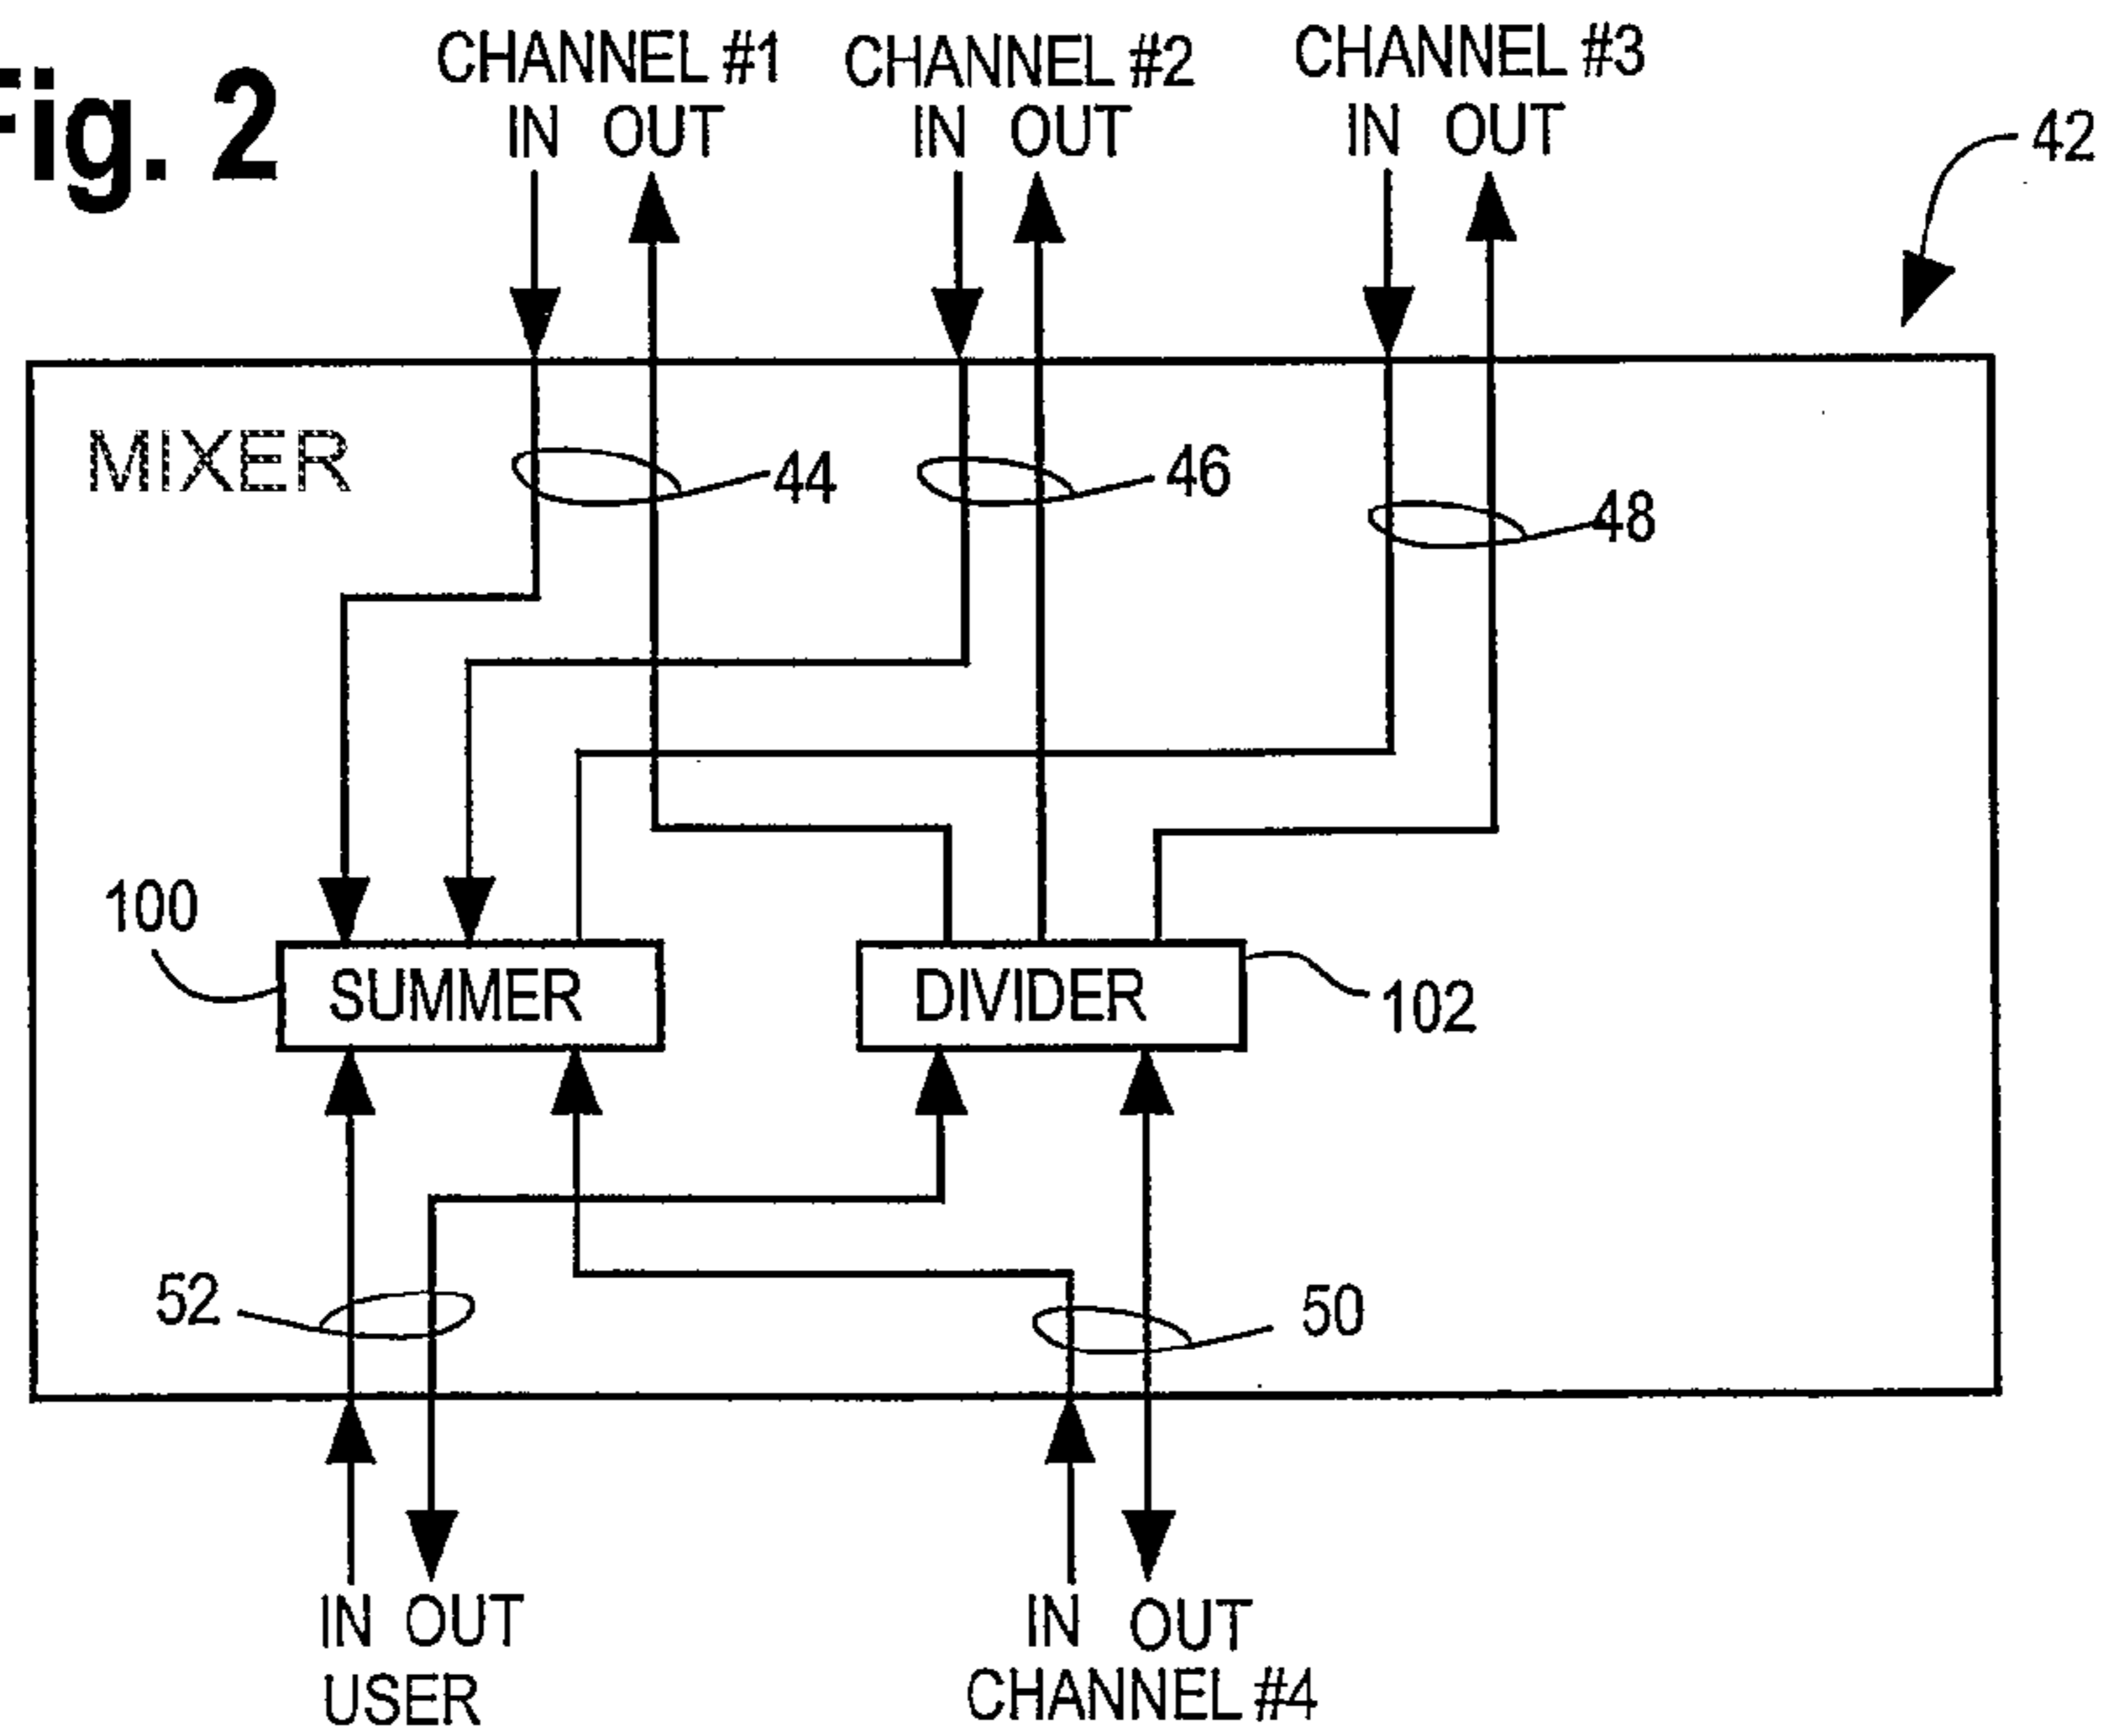 Fig. 2
CHANNEL #1
IN OUT
CHANNEL #2
IN OUT
CHANNEL #3
IN OUT
42
MIXER
44
46
48
100
SUMMER
DIVIDER
102
52
50
IN OUT
USER
IN OUT
CHANNEL #4